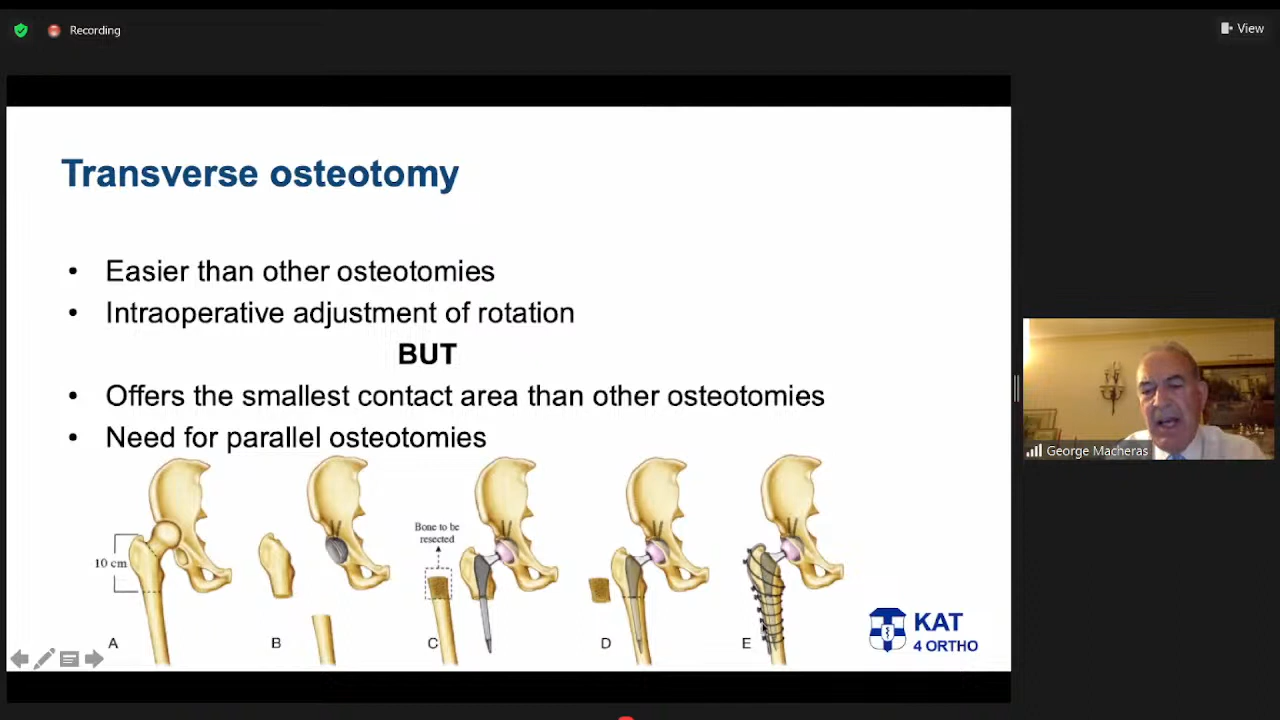 Recording
View
Transverse osteotomy
• Easier than other osteotomies
• Intraoperative adjustment of rotation
BUT
• Offers the smallest contact area than other osteotomies
• Need for parallel osteotomies
Bone to be
resected
10 cm
A
B
C
D
E
KAT
4 ORTHO
George Macheras